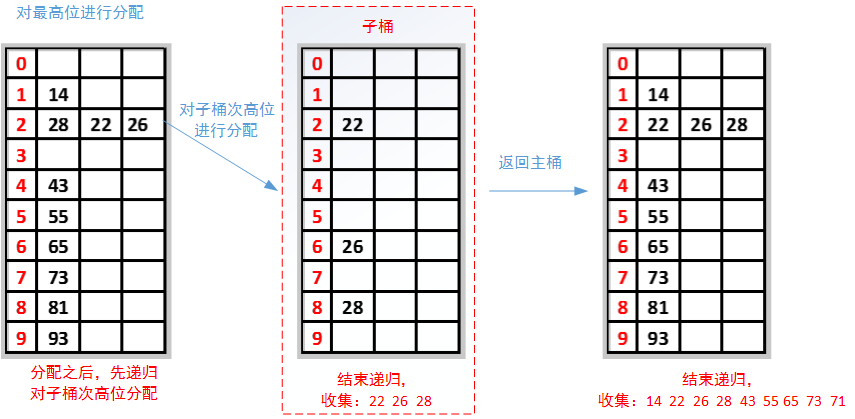 对最高位进行分配
0
1 14
2 28 22 26
3
4 43
5 55
6 65
7 73
8 81
9 93
分配之后，先递归
对子桶次高位分配
对子桶次高位
进行分配
子桶
0
1
2 22
3
4
5
6 26
7
8 28
9
结束递归，
收集：22 26 28
返回主桶
0
1 14
2 22 26 28
3
4 43
5 55
6 65
7 73
8 81
9 93
结束递归，
收集：14 22 26 28 43 55 65 73 71